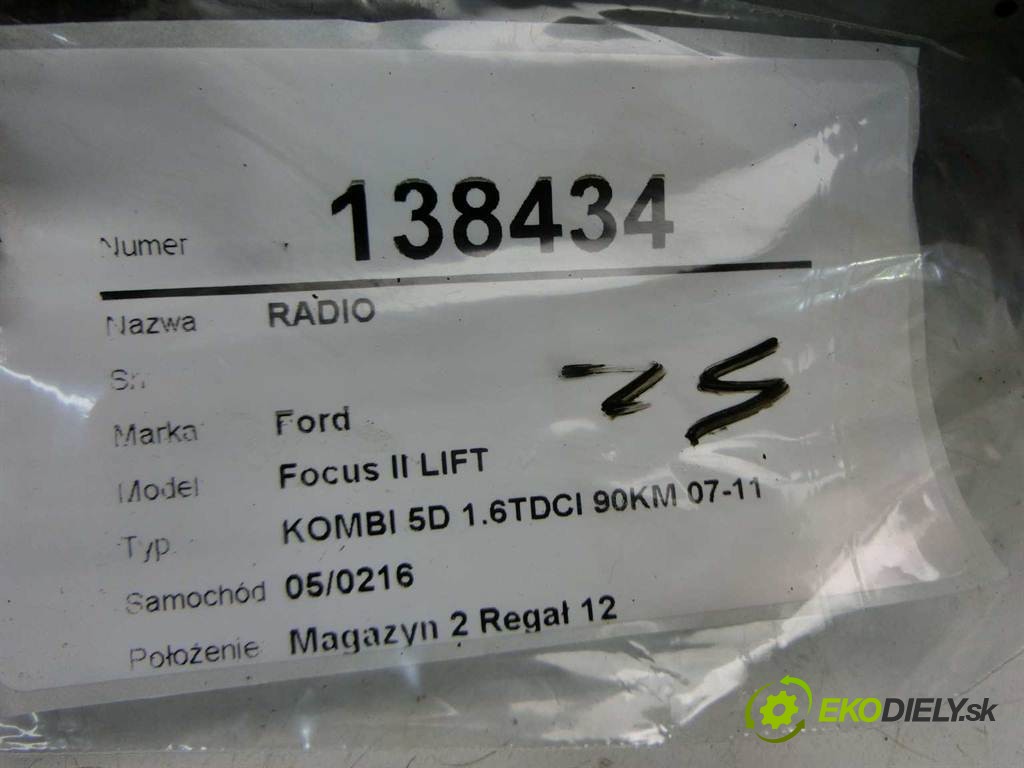 Numer 138434
Nazwa RADIO
Sn
Marka Ford
Model Focus II LIFT
Typ KOMBI 5D 1.6TDCI 90KM 07-11
Samochód 05/0216
Położenie Magazyn 2 Regał 12
EKODIELY.sk